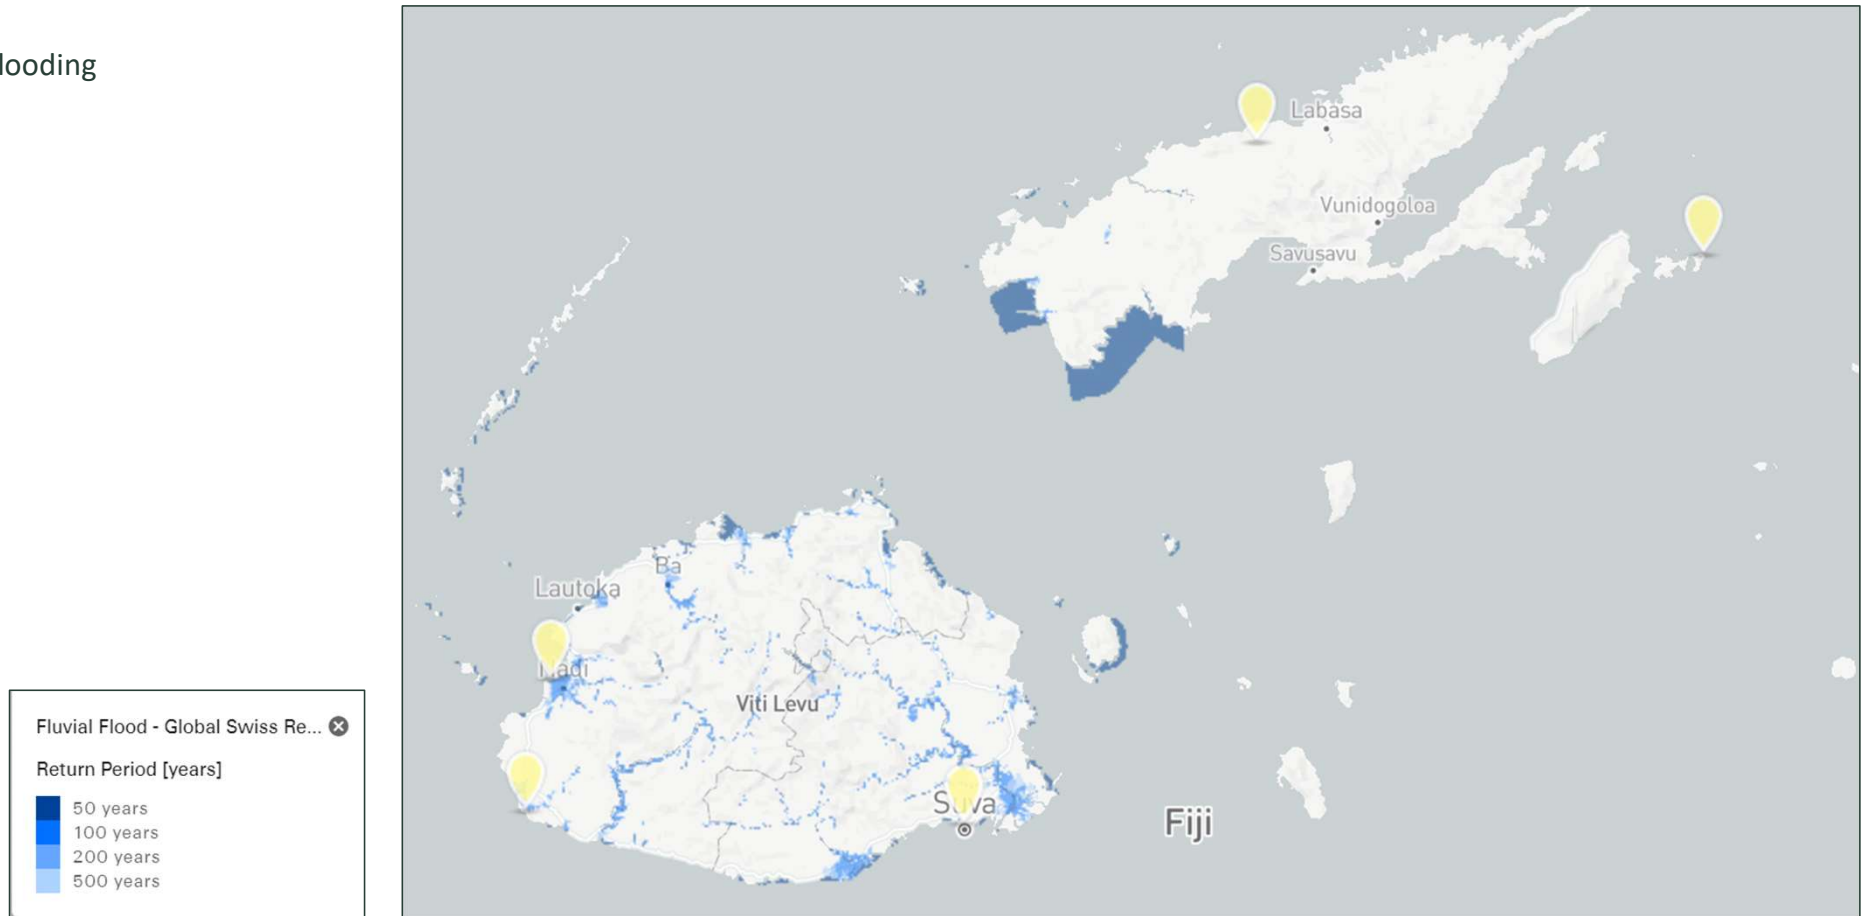 looding
Labasa
Vunidogoloa
Savusavu
Ba
Lautoka
Viti Levu
Suva
Fiji
Fluvial Flood - Global Swiss Re...
Return Period [years]
50 years
100 years
200 years
500 years